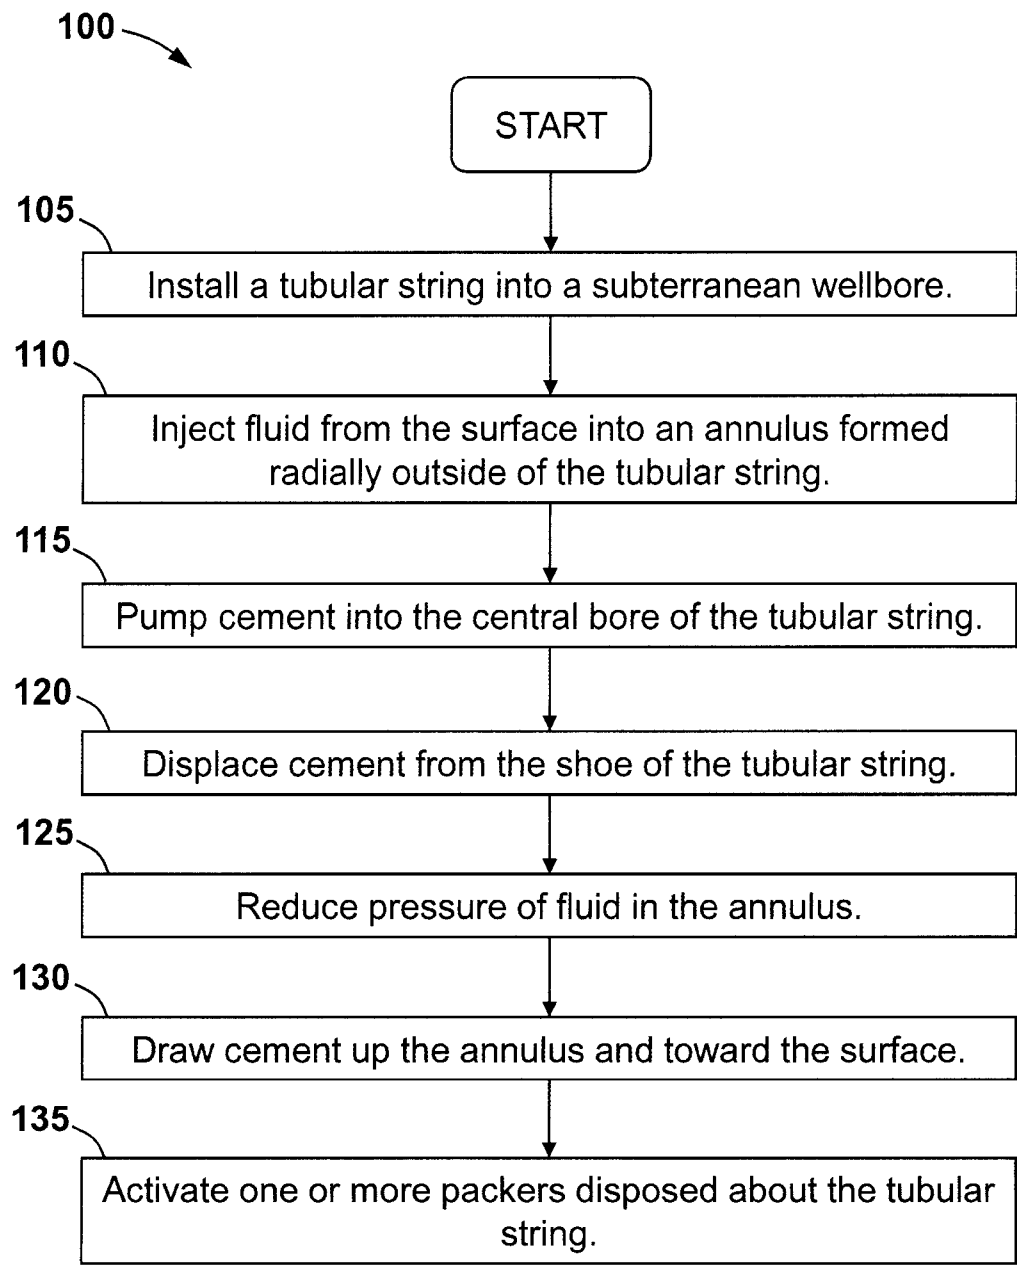 100
START
105
Install a tubular string into a subterranean wellbore.
110
Inject fluid from the surface into an annulus formed
radially outside of the tubular string.
115
Pump cement into the central bore of the tubular string.
120
Displace cement from the shoe of the tubular string.
125
Reduce pressure of fluid in the annulus.
130
Draw cement up the annulus and toward the surface.
135
Activate one or more packers disposed about the tubular
string.